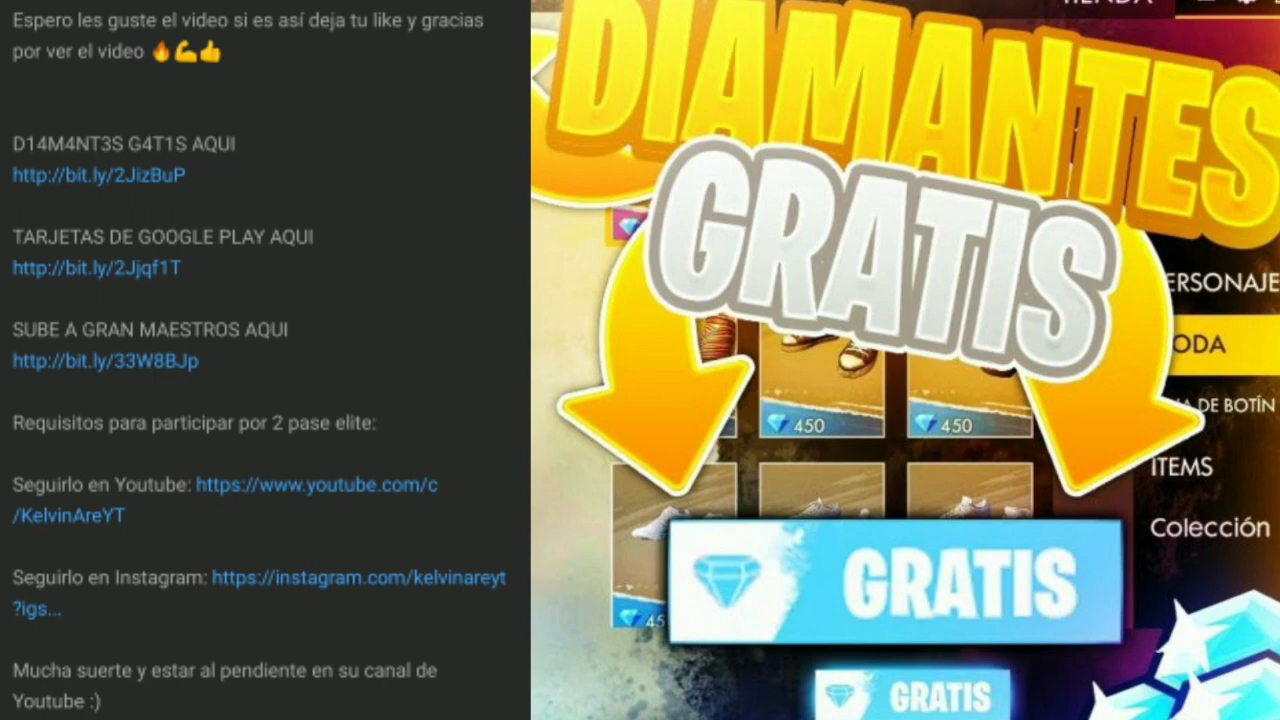 Espero les guste el video si es así deja tu like y gracias
por ver el video 🔥💪👍
D14M4NT3S G4T1S AQUI
http://bit.ly/2JizBuP
TARJETAS DE GOOGLE PLAY AQUI
http://bit.ly/2Jjqf1T
SUBE A GRAN MAESTROS AQUI
http://bit.ly/33W8BJp
Requisitos para participar por 2 pase elite:
Seguirlo en Youtube: https://www.youtube.com/c
/KelvinAreYT
Seguirlo en Instagram: https://instagram.com/kelvinareyt
?igs...
Mucha suerte y estar al pendiente en su canal de
Youtube :)
TIENDA
DIAMANTES
GRATIS
ERSONAJE
ODA
DE BOTÍN
ITEMS
Colección
450
450
45
GRATIS
GRATIS